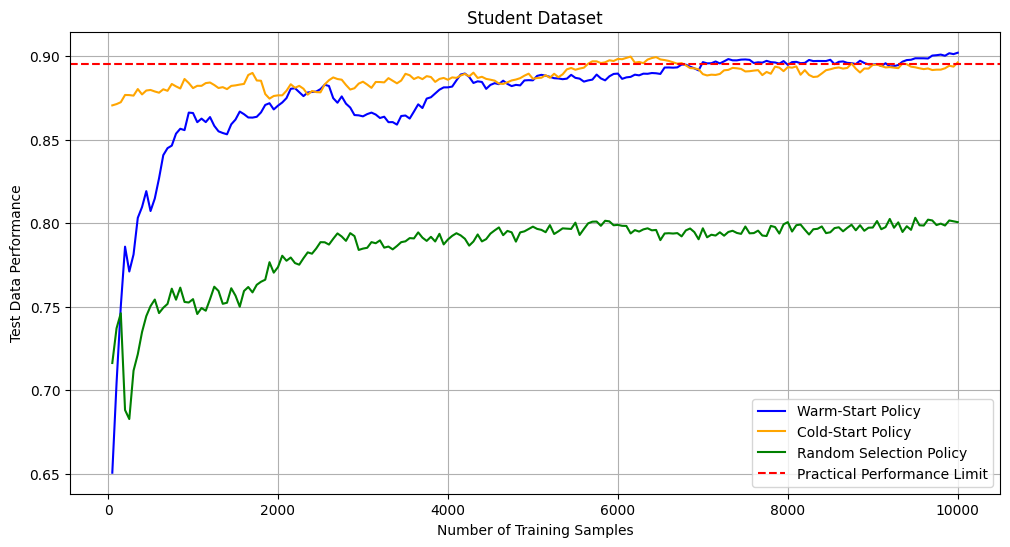 Student Dataset
Test Data Performance
0.90
0.85
0.80
0.75
0.70
0.65
0
2000
4000
6000
8000
10000
Number of Training Samples
Warm-Start Policy
Cold-Start Policy
Random Selection Policy
Practical Performance Limit